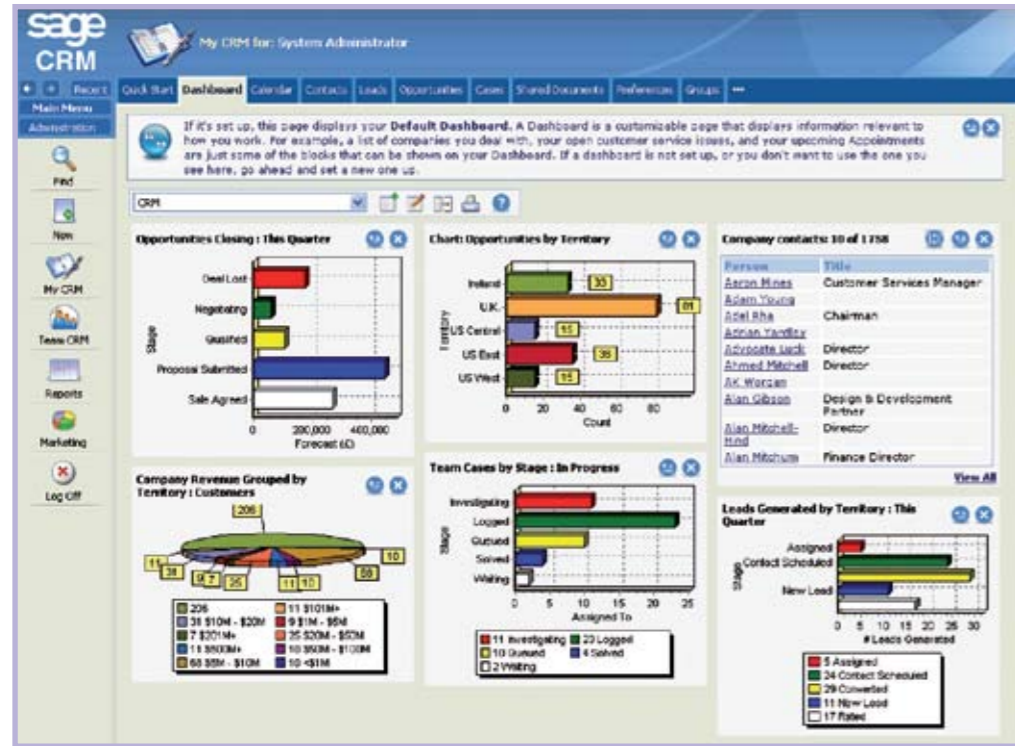 sage
CRM
My CRM for: System Administrator
Recent
Quick Start Dashboard Calendar Contacts Leads Opportunities Cases Shared Documents Preferences Groups
Main Menu
Administration
Find
New
My CRM
Team CRM
Reports
Marketing
Log Off
If it's set up, this page displays your Default Dashboard. A Dashboard is a customizable page that displays information relevant to
how you work. For example, a list of companies you deal with, your open customer service issues, and your upcoming Appointments
are just some of the blocks that can be shown on your Dashboard. If a dashboard is not set up, or you don't want to use the one you
see here, go ahead and set a new one up.
CRM
Opportunities Closing : This Quarter
Deal Lost
Negotiating
Qualified
Proposal Submitted
Sale Agreed
Stage
0 200,000 400,000
Forecast (£)
Chart: Opportunities by Territory
Ireland 33
U.K. 81
US Central 15
US East 36
US West 15
Territory
0 20 40 60 80
Count
Company contacts: 10 of 1758
Person Title
Aaron Mines Customer Services Manager
Adam Young
Adel Rha Chairman
Adrian Yardley
Advocate Luck Director
Ahmed Mitchell Director
AK Worgan
Alan Gibson Design & Development
Partner
Alan Mitchell- Director
Hind
Alan Mitchum Finance Director
View All
Company Revenue Grouped by
Territory : Customers
206
11 31 9 7 25 11 10 68 10
206 11 $101M+
31 $10M - $20M 9 $1M - $5M
7 $201M+ 25 $20M - $50M
11 $500M+ 10 $50M - $100M
68 $5M - $10M 10 <$1M
Team Cases by Stage : In Progress
Investigating
Logged
Queued
Solved
Waiting
Stage
0 5 10 15 20 25
Assigned To
11 Investigating 23 Logged
10 Queued 4 Solved
2 Waiting
Leads Generated by Territory : This
Quarter
Assigned
Contact Scheduled
New Lead
Stage
0 5 10 15 20 25 30
# Leads Generated
5 Assigned
24 Contact Scheduled
29 Converted
11 New Lead
17 Rated